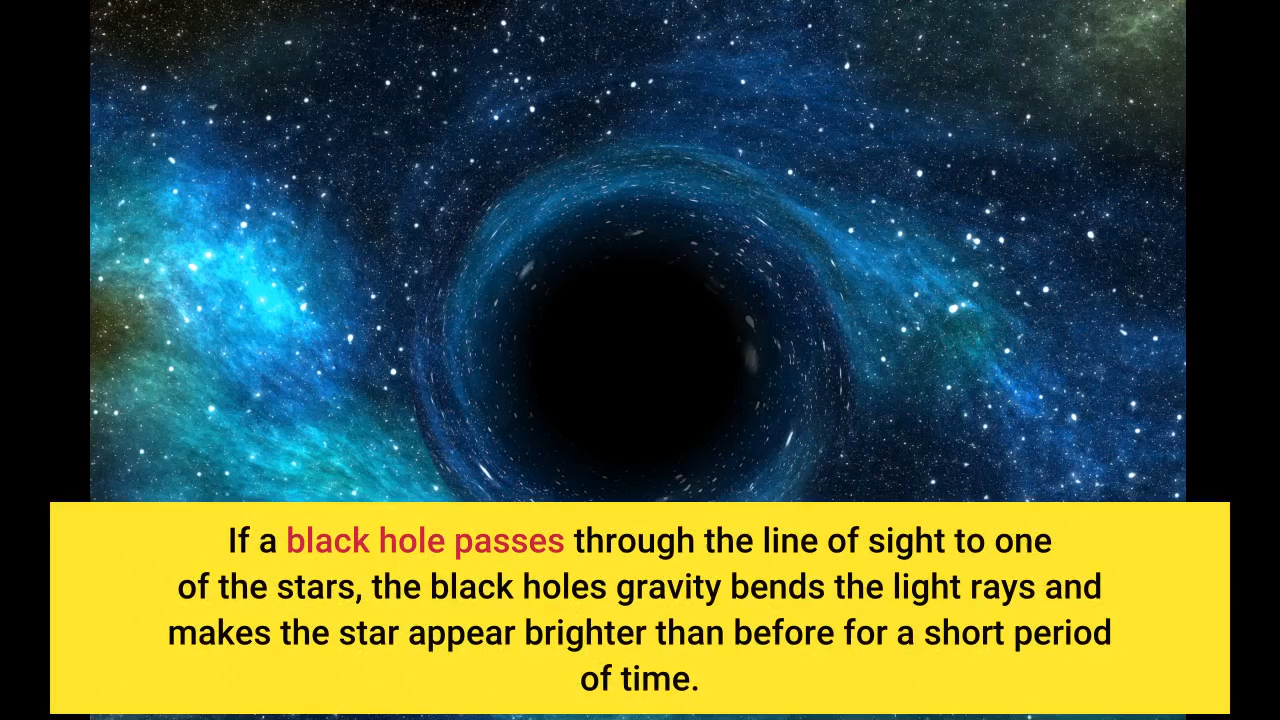 If a black hole passes through the line of sight to one
of the stars, the black holes gravity bends the light rays and
makes the star appear brighter than before for a short period
of time.